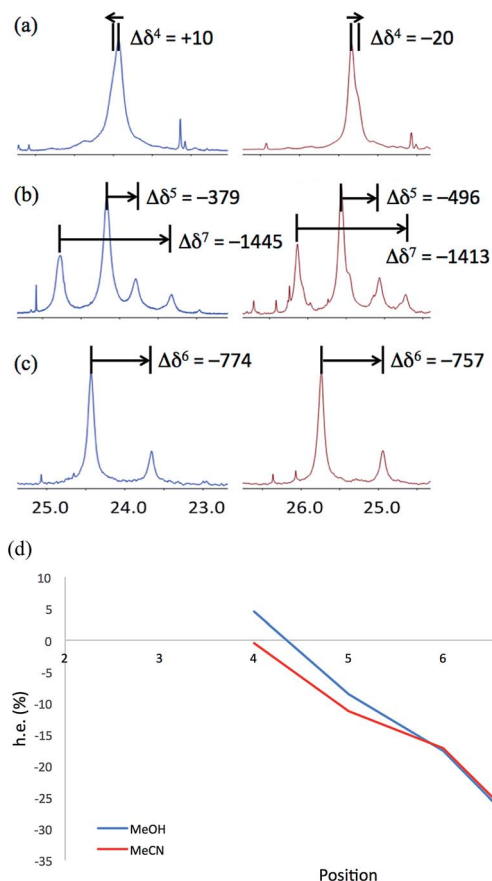 (a)
Δδ⁴ = +10
Δδ⁴ = –20
(b)
Δδ⁵ = –379
Δδ⁷ = –1445
Δδ⁵ = –496
Δδ⁷ = –1413
(c)
Δδ⁶ = –774
Δδ⁶ = –757
25.0 24.0 23.0
26.0 25.0
(d)
10
5
0
-5
-10
-15
-20
-25
-30
-35
2 3 4 5 6
h.e. (%)
MeOH
MeCN
Position